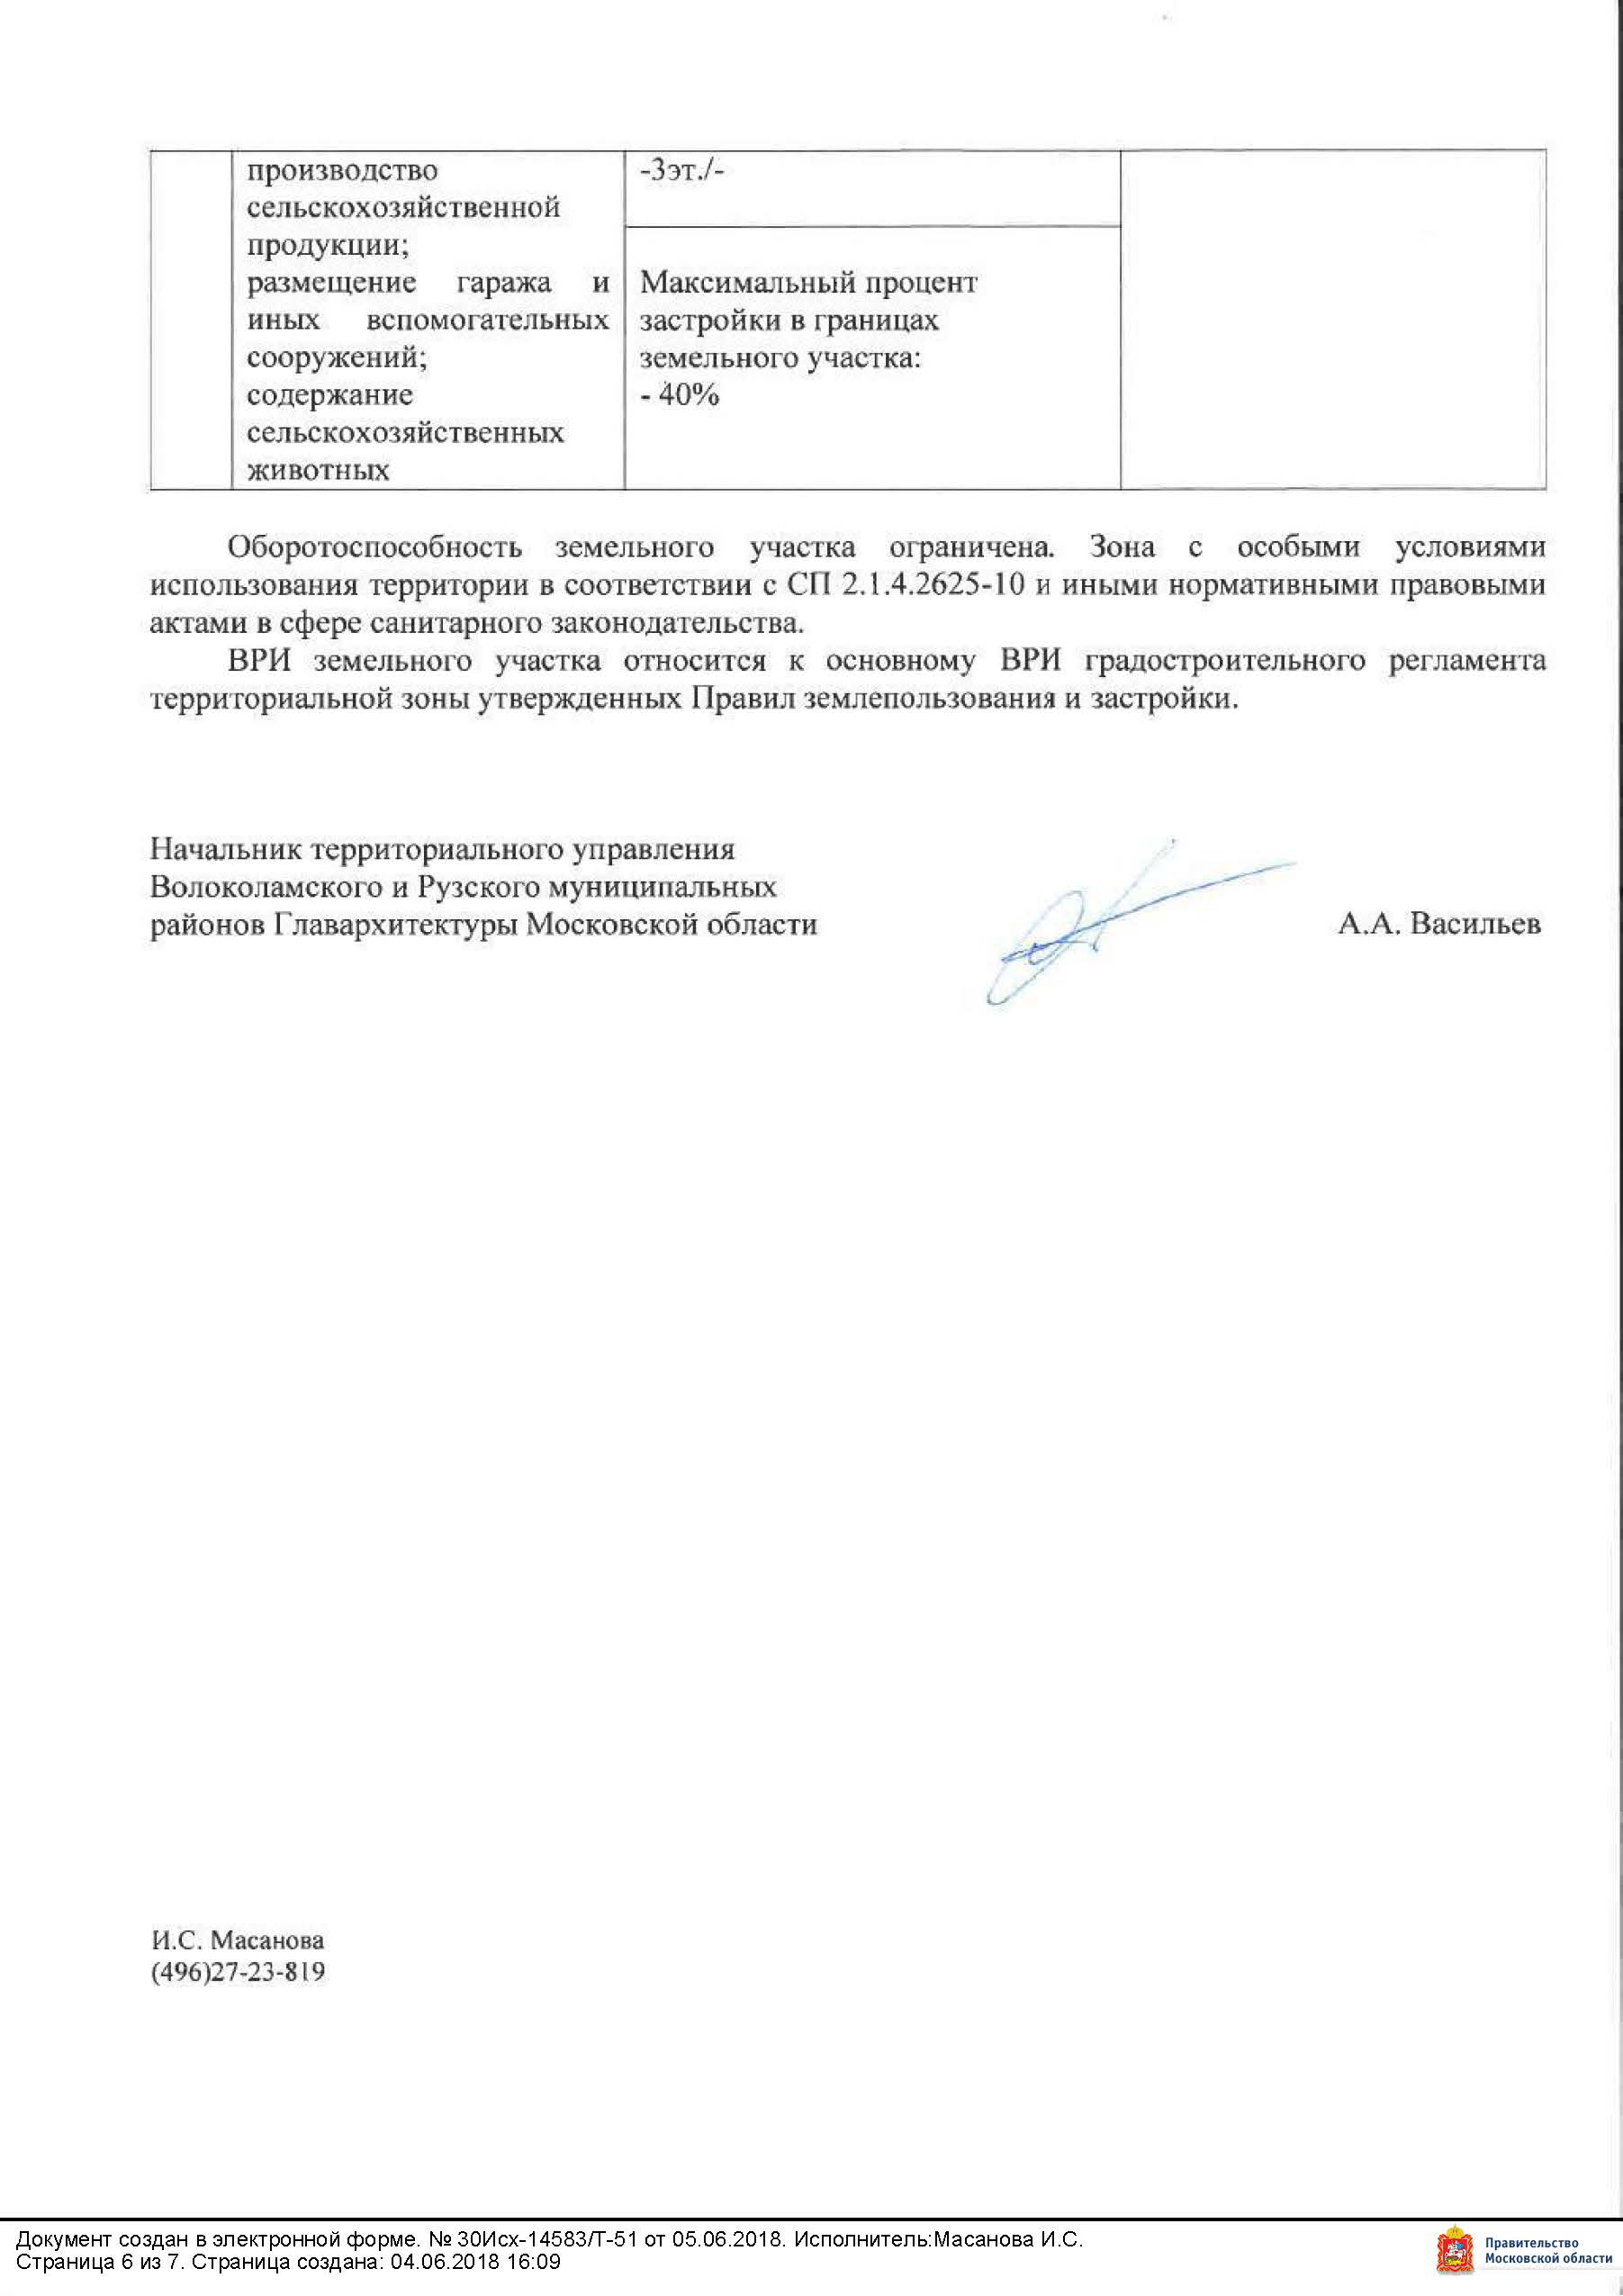 производство
сельскохозяйственной
продукции;
размещение гаража и
иных вспомогательных
сооружений;
содержание
сельскохозяйственных
животных
-3эт./-
Максимальный процент
застройки в границах
земельного участка:
- 40%
Оборотоспособность земельного участка ограничена. Зона с особыми условиями
использования территории в соответствии с СП 2.1.4.2625-10 и иными нормативными правовыми
актами в сфере санитарного законодательства.
ВРИ земельного участка относится к основному ВРИ градостроительного регламента
территориальной зоны утвержденных Правил землепользования и застройки.
Начальник территориального управления
Волоколамского и Рузского муниципальных
районов Главархитектуры Московской области
А.А. Васильев
И.С. Масанова
(496)27-23-819
Документ создан в электронной форме. № 30Исх-14583/Т-51 от 05.06.2018. Исполнитель:Масанова И.С.
Страница 6 из 7. Страница создана: 04.06.2018 16:09
Правительство
Московской области